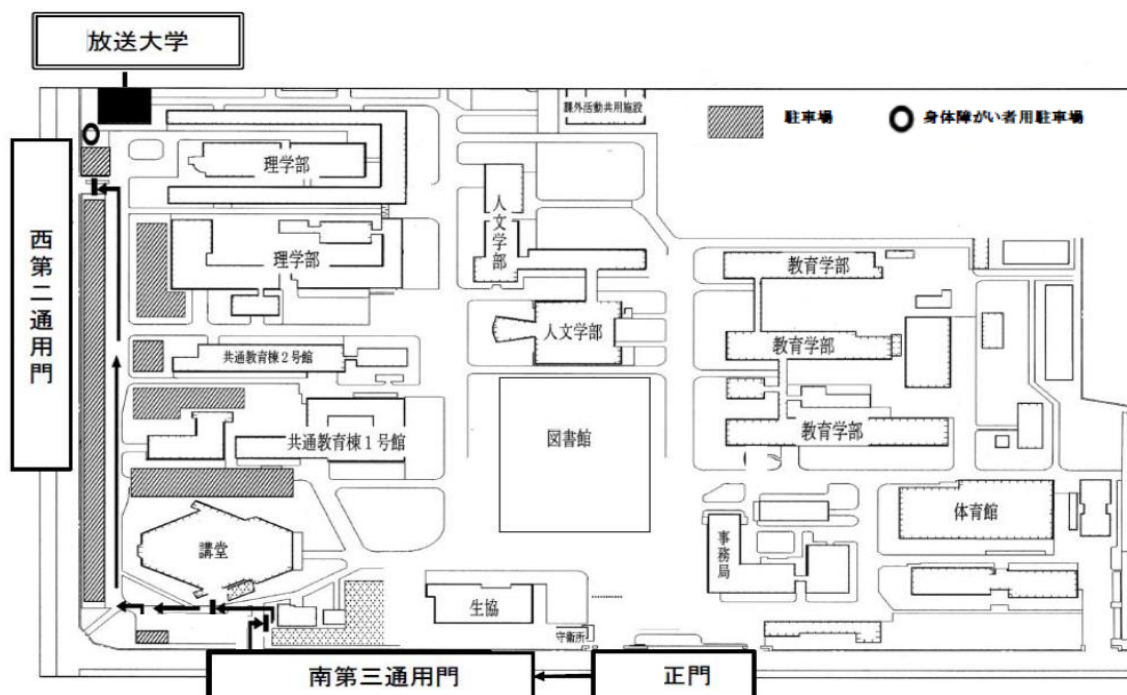 放送大学
課外活動共用施設
駐車場
身体障がい者用駐車場
西第二通用門
理学部
人文学部
理学部
教育学部
人文学部
教育学部
共通教育棟2号館
共通教育棟1号館
図書館
教育学部
体育館
講堂
事務局
生協
守衛所
南第三通用門
正門